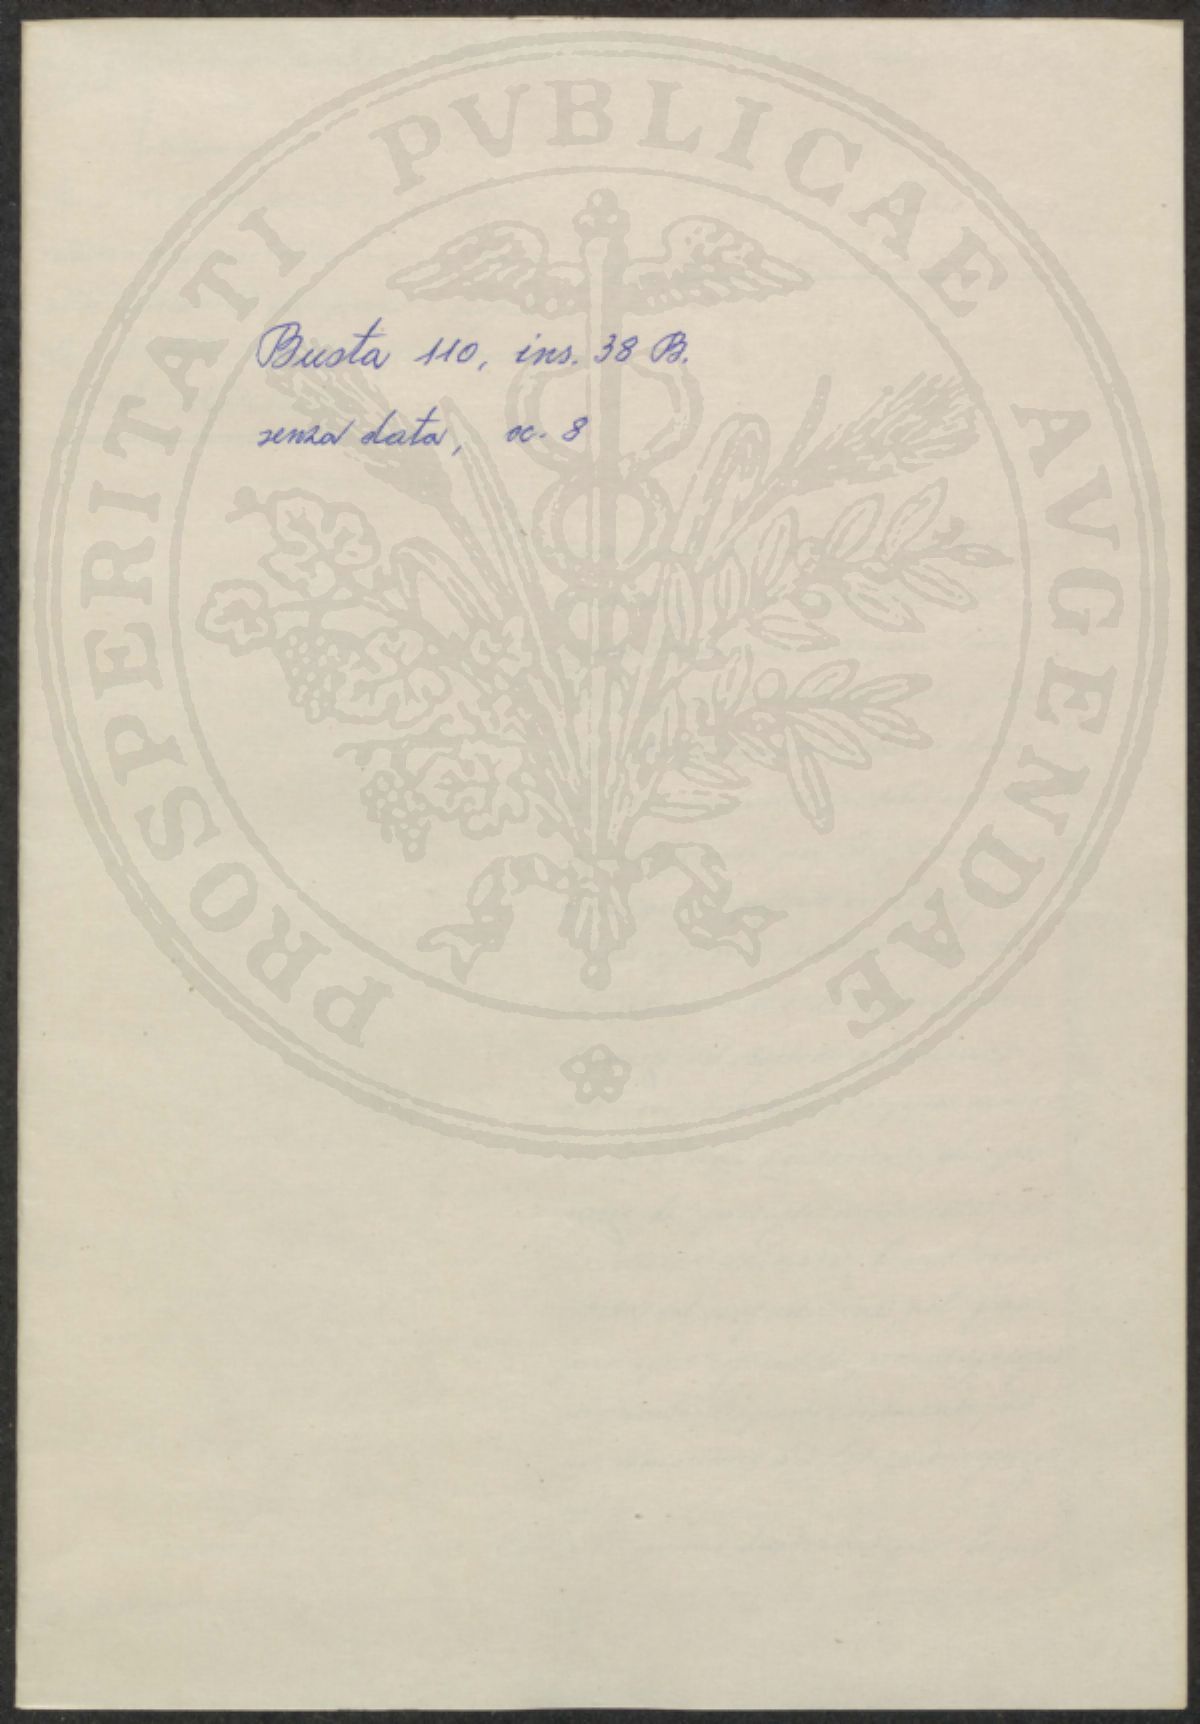 PROSPERITATI PVBLICAE AVGENDAE
Busta 110, ins. 38 B.
senza data, cc. 8